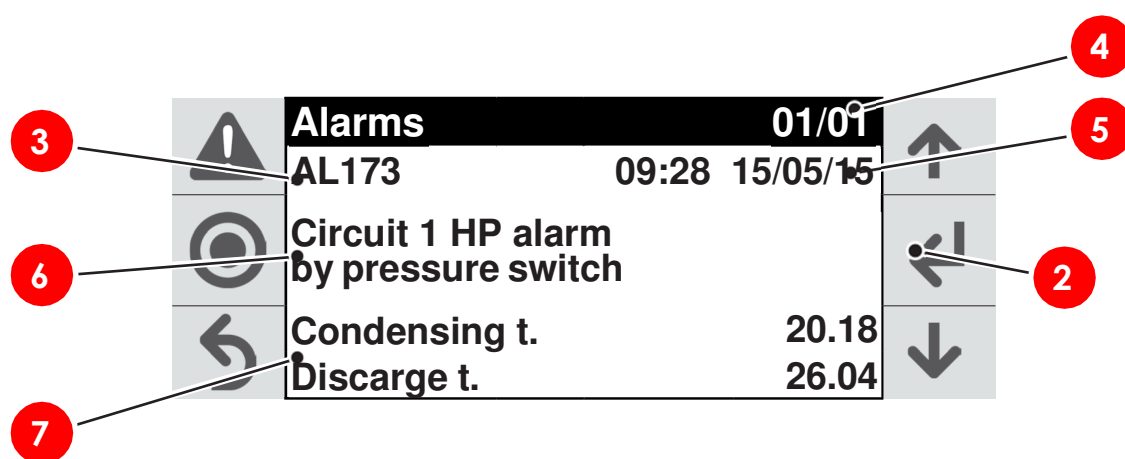 4
Alarms 01/01
5
3
AL173 09:28 15/05/15
Circuit 1 HP alarm
by pressure switch
6
2
Condensing t. 20.18
Discarge t. 26.04
7